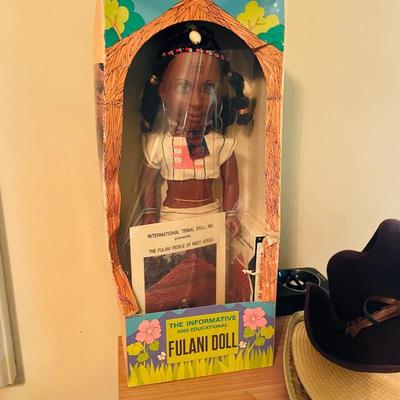 INTERNATIONAL TRIBAL DOLL, INC
presents
THE FULANI PEOPLE OF WEST AFRICA
THE INFORMATIVE
AND EDUCATIONAL
FULANI DOLL